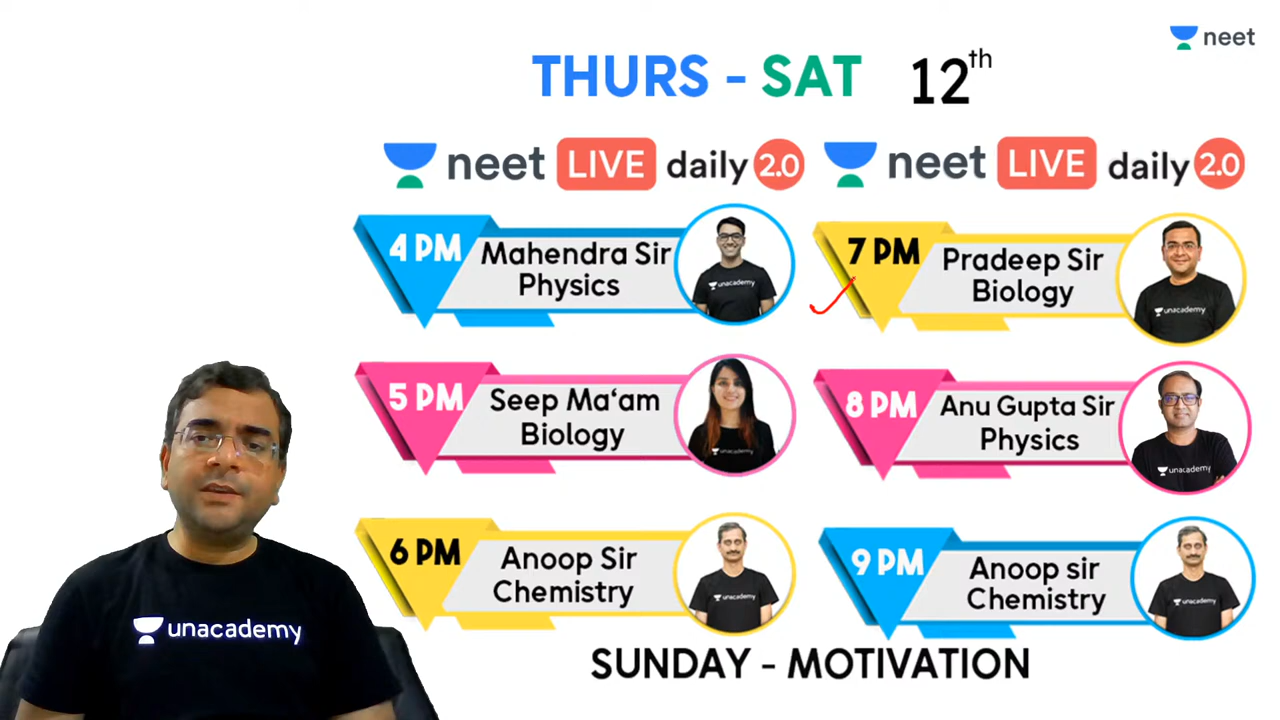 neet
THURS - SAT 12th
neet LIVE daily 2.0
neet LIVE daily 2.0
4 PM
Mahendra Sir
Physics
unacademy
7 PM
Pradeep Sir
Biology
unacademy
5 PM
Seep Ma‘am
Biology
unacademy
8 PM
Anu Gupta Sir
Physics
unacademy
6 PM
Anoop Sir
Chemistry
unacademy
9 PM
Anoop sir
Chemistry
unacademy
unacademy
SUNDAY - MOTIVATION